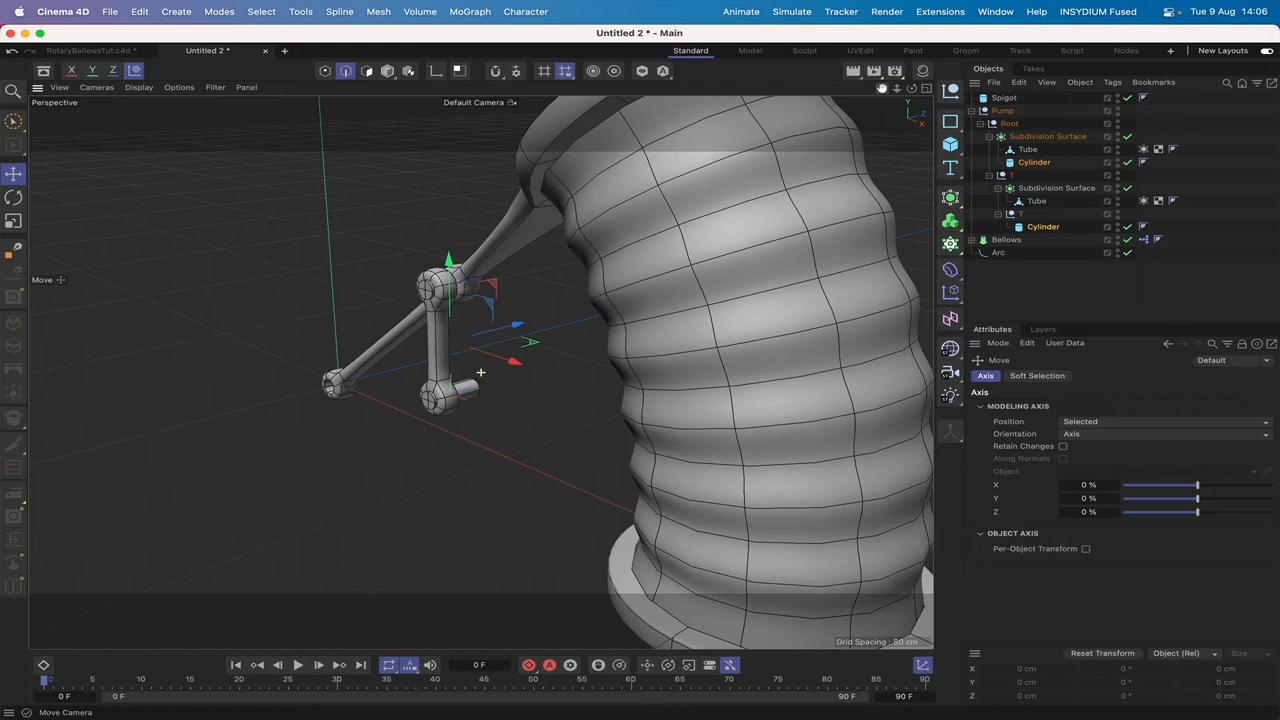 Cinema 4D File Edit Create Modes Select Tools Spline Mesh Volume MoGraph Character Animate Simulate Tracker Render Extensions Window Help INSYDIUM Fused Tue 9 Aug 14:06
Untitled 2 * - Main
RotaryBellowsTut.c4d * Untitled 2 * Standard Model Sculpt UVEdit Paint Groom Track Script Nodes New Layouts
X Y Z
Objects Takes
View Cameras Display Options Filter Panel
File Edit View Object Tags Bookmarks
Perspective
Default Camera
Spigot
Pump
Root
Subdivision Surface
Tube
Cylinder
1
Subdivision Surface
Tube
T
Cylinder
Bellows
Arc
Move
Attributes Layers
Mode Edit User Data
Move
Default
Axis Soft Selection
Axis
MODELING AXIS
Position Selected
Orientation Axis
Retain Changes
Along Normals
Object
X 0 %
Y 0 %
Z 0 %
OBJECT AXIS
Per-Object Transform
Grid Spacing : 50 cm
Reset Transform Object (Rel) Size
0 F
X 0 cm 0 ° 0 cm
0 5 10 15 20 25 30 35 40 45 50 55 60 65 70 75 80 85 90
Y 0 cm 0 ° 0 cm
0 F 0 F 90 F 90 F
Z 0 cm 0 ° 0 cm
Move Camera